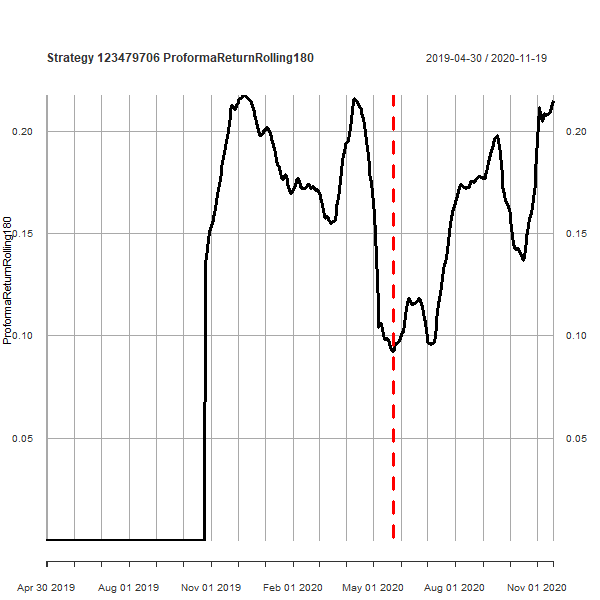 Strategy 123479706 ProformaReturnRolling180 2019-04-30 / 2020-11-19
0.20 0.20
0.15 0.15
ProformaReturnRolling180
0.10 0.10
0.05 0.05
Apr 30 2019 Aug 01 2019 Nov 01 2019 Feb 01 2020 May 01 2020 Aug 01 2020 Nov 01 2020